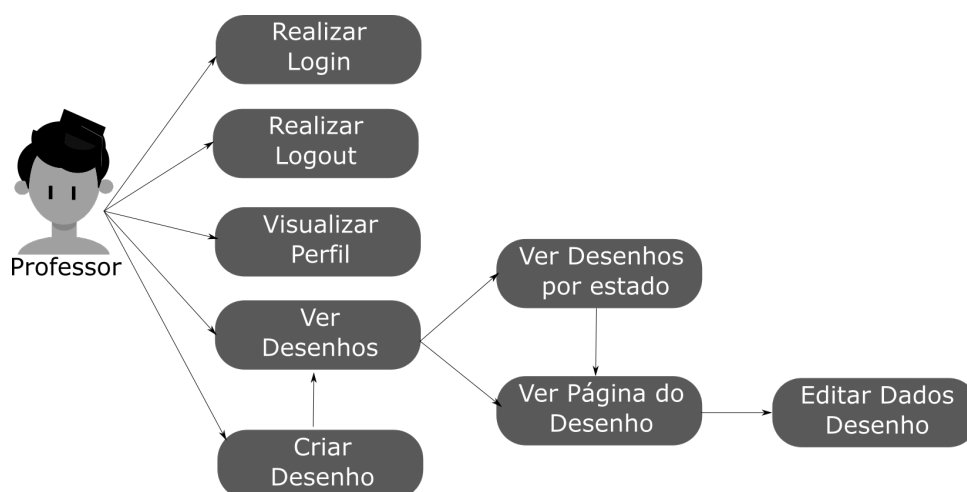 Realizar
Login
Realizar
Logout
Visualizar
Perfil
Professor
Ver Desenhos
por estado
Ver
Desenhos
Ver Página do
Desenho
Editar Dados
Desenho
Criar
Desenho